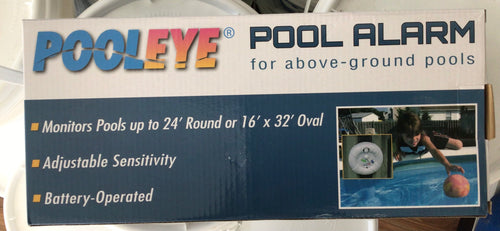 POOLEYE® POOL ALARM
for above-ground pools
Monitors Pools up to 24' Round or 16' x 32' Oval
Adjustable Sensitivity
Battery-Operated